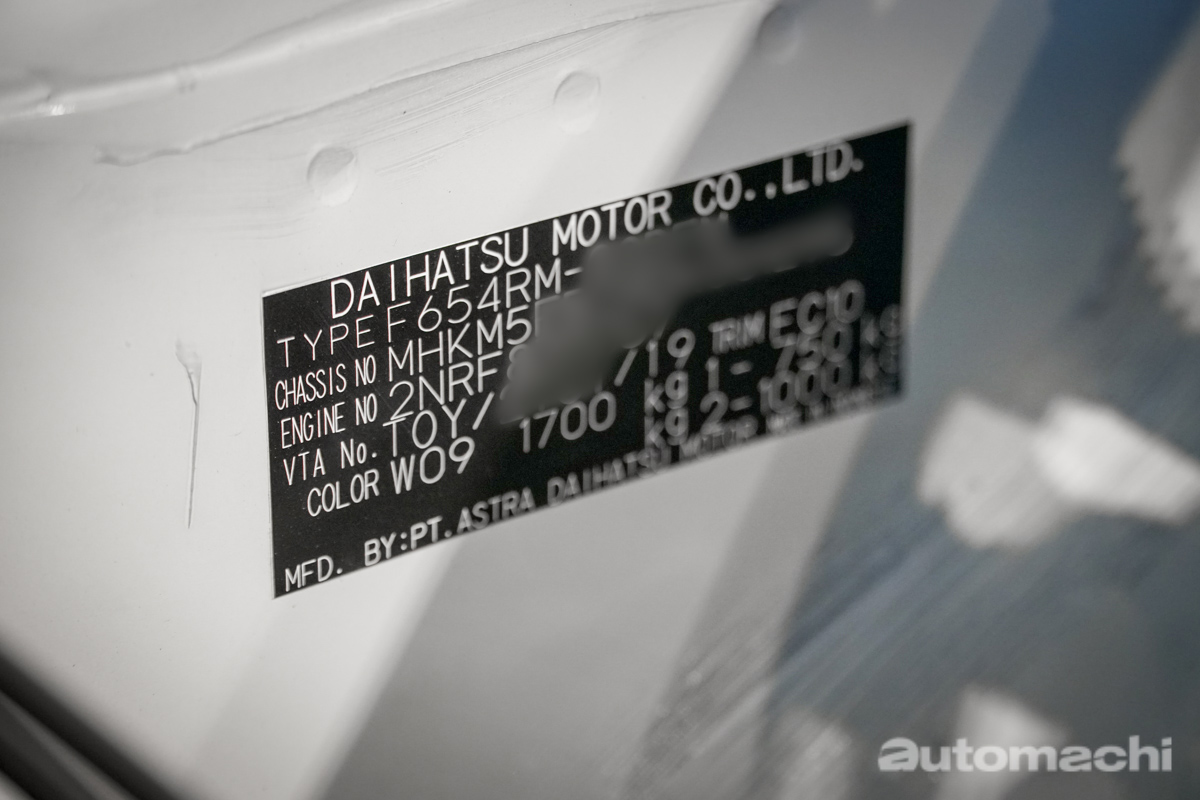 DAIHATSU MOTOR CO.,LTD.
TYPE F654RM-
CHASSIS NO MHKM5
ENGINE NO 2NRF
VTA No. TOY/ /19 TRIM EC10
COLOR W09 1700 kg 1- 750 kg
kg 2-1000 kg
MFD. BY:PT.ASTRA DAIHATSU MOTOR
automachi